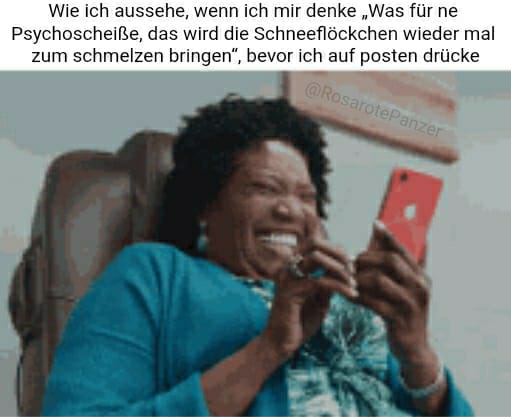 Wie ich aussehe, wenn ich mir denke „Was für ne
Psychoscheiße, das wird die Schneeflöckchen wieder mal
zum schmelzen bringen“, bevor ich auf posten drücke
@RosarotePanzer